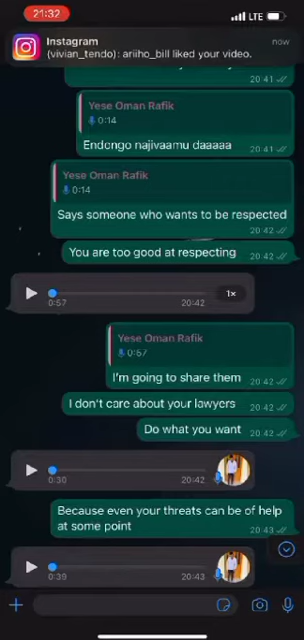 21:32
LTE
Instagram
now
(vivian_tendo): ariiho_bill liked your video.
20:41
Yese Oman Rafik
0:14
Endongo najivaamu daaaaa
20:41
Yese Oman Rafik
0:14
Says someone who wants to be respected
20:42
You are too good at respecting
20:42
1×
0:57
20:42
Yese Oman Rafik
0:57
I'm going to share them
20:42
I don't care about your lawyers
20:42
Do what you want
20:42
0:30
20:42
Because even your threats can be of help
at some point
20:43
0:39
20:43